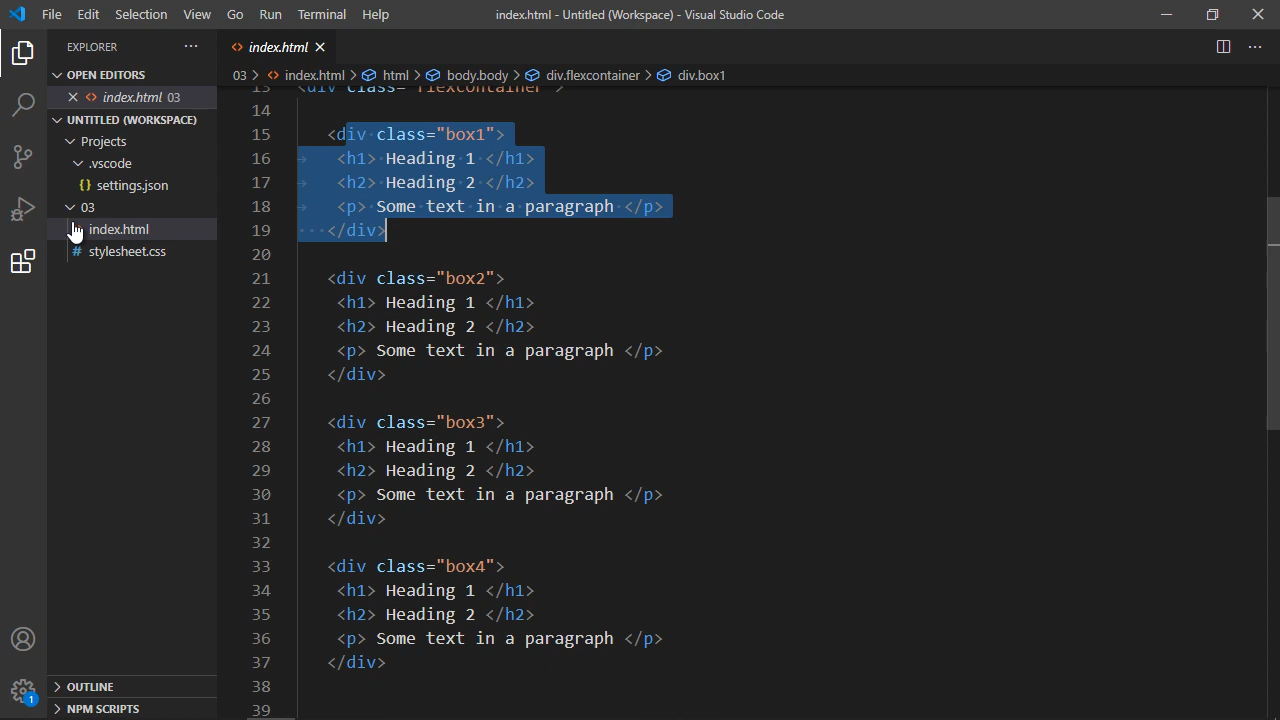 File Edit Selection View Go Run Terminal Help
index.html - Untitled (Workspace) - Visual Studio Code
EXPLORER
OPEN EDITORS
index.html 03
UNTITLED (WORKSPACE)
Projects
.vscode
{} settings.json
03
index.html
# stylesheet.css
OUTLINE
NPM SCRIPTS
1
index.html
03 > index.html > html > body.body > div.flexcontainer > div.box1
13 <div class="flexcontainer">
14
15 <div class="box1">
16 <h1> Heading 1 </h1>
17 <h2> Heading 2 </h2>
18 <p> Some text in a paragraph </p>
19 </div>
20
21 <div class="box2">
22 <h1> Heading 1 </h1>
23 <h2> Heading 2 </h2>
24 <p> Some text in a paragraph </p>
25 </div>
26
27 <div class="box3">
28 <h1> Heading 1 </h1>
29 <h2> Heading 2 </h2>
30 <p> Some text in a paragraph </p>
31 </div>
32
33 <div class="box4">
34 <h1> Heading 1 </h1>
35 <h2> Heading 2 </h2>
36 <p> Some text in a paragraph </p>
37 </div>
38
39